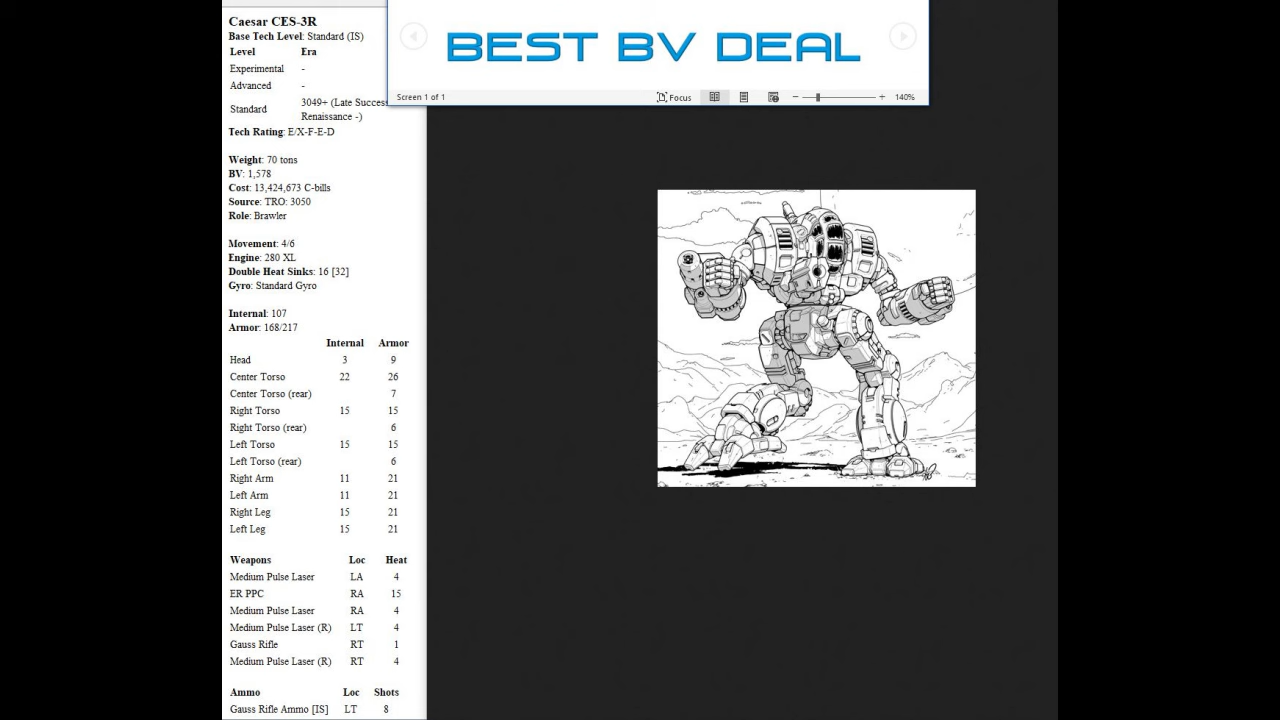 Caesar CES-3R
Base Tech Level: Standard (IS)
Level Era
Experimental -
Advanced -
Standard 3049+ (Late Success
Renaissance -)
Tech Rating: E/X-F-E-D
Weight: 70 tons
BV: 1,578
Cost: 13,424,673 C-bills
Source: TRO: 3050
Role: Brawler
Movement: 4/6
Engine: 280 XL
Double Heat Sinks: 16 [32]
Gyro: Standard Gyro
Internal: 107
Armor: 168/217
Internal Armor
Head 3 9
Center Torso 22 26
Center Torso (rear) 7
Right Torso 15 15
Right Torso (rear) 6
Left Torso 15 15
Left Torso (rear) 6
Right Arm 11 21
Left Arm 11 21
Right Leg 15 21
Left Leg 15 21
Weapons Loc Heat
Medium Pulse Laser LA 4
ER PPC RA 15
Medium Pulse Laser RA 4
Medium Pulse Laser (R) LT 4
Gauss Rifle RT 1
Medium Pulse Laser (R) RT 4
Ammo Loc Shots
Gauss Rifle Ammo [IS] LT 8
BEST BV DEAL
Screen 1 of 1 Focus − + 140%